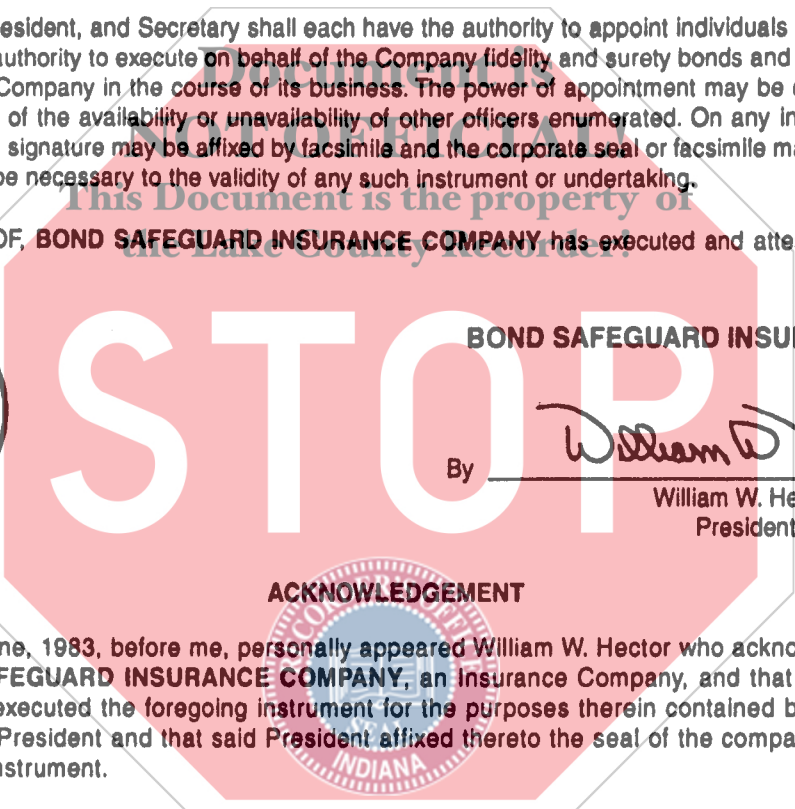 esident, and Secretary shall each have the authority to appoint individuals
authority to execute on behalf of the Company fidelity and surety bonds and
Document is
Company in the course of its business. The power of appointment may be
of the availability or unavailability of other officers enumerated. On any in
NOT OFFICIAL!
signature may be affixed by facsimile and the corporate seal or facsimile ma
be necessary to the validity of any such instrument or undertaking.
This Document is the property of
OF, BOND SAFEGUARD INSURANCE COMPANY has executed and atte
the Lake County Recorder!
STOP
BOND SAFEGUARD INSU
William W
By
William W. He
President
ACKNOWLEDGEMENT
RECORDER'S OFFICE
ne, 1983, before me, personally appeared William W. Hector who ackno
FEGUARD INSURANCE COMPANY, an Insurance Company, and that
executed the foregoing instrument for the purposes therein contained b
President and that said President affixed thereto the seal of the compa
nstrument.
SEAL
INDIANA